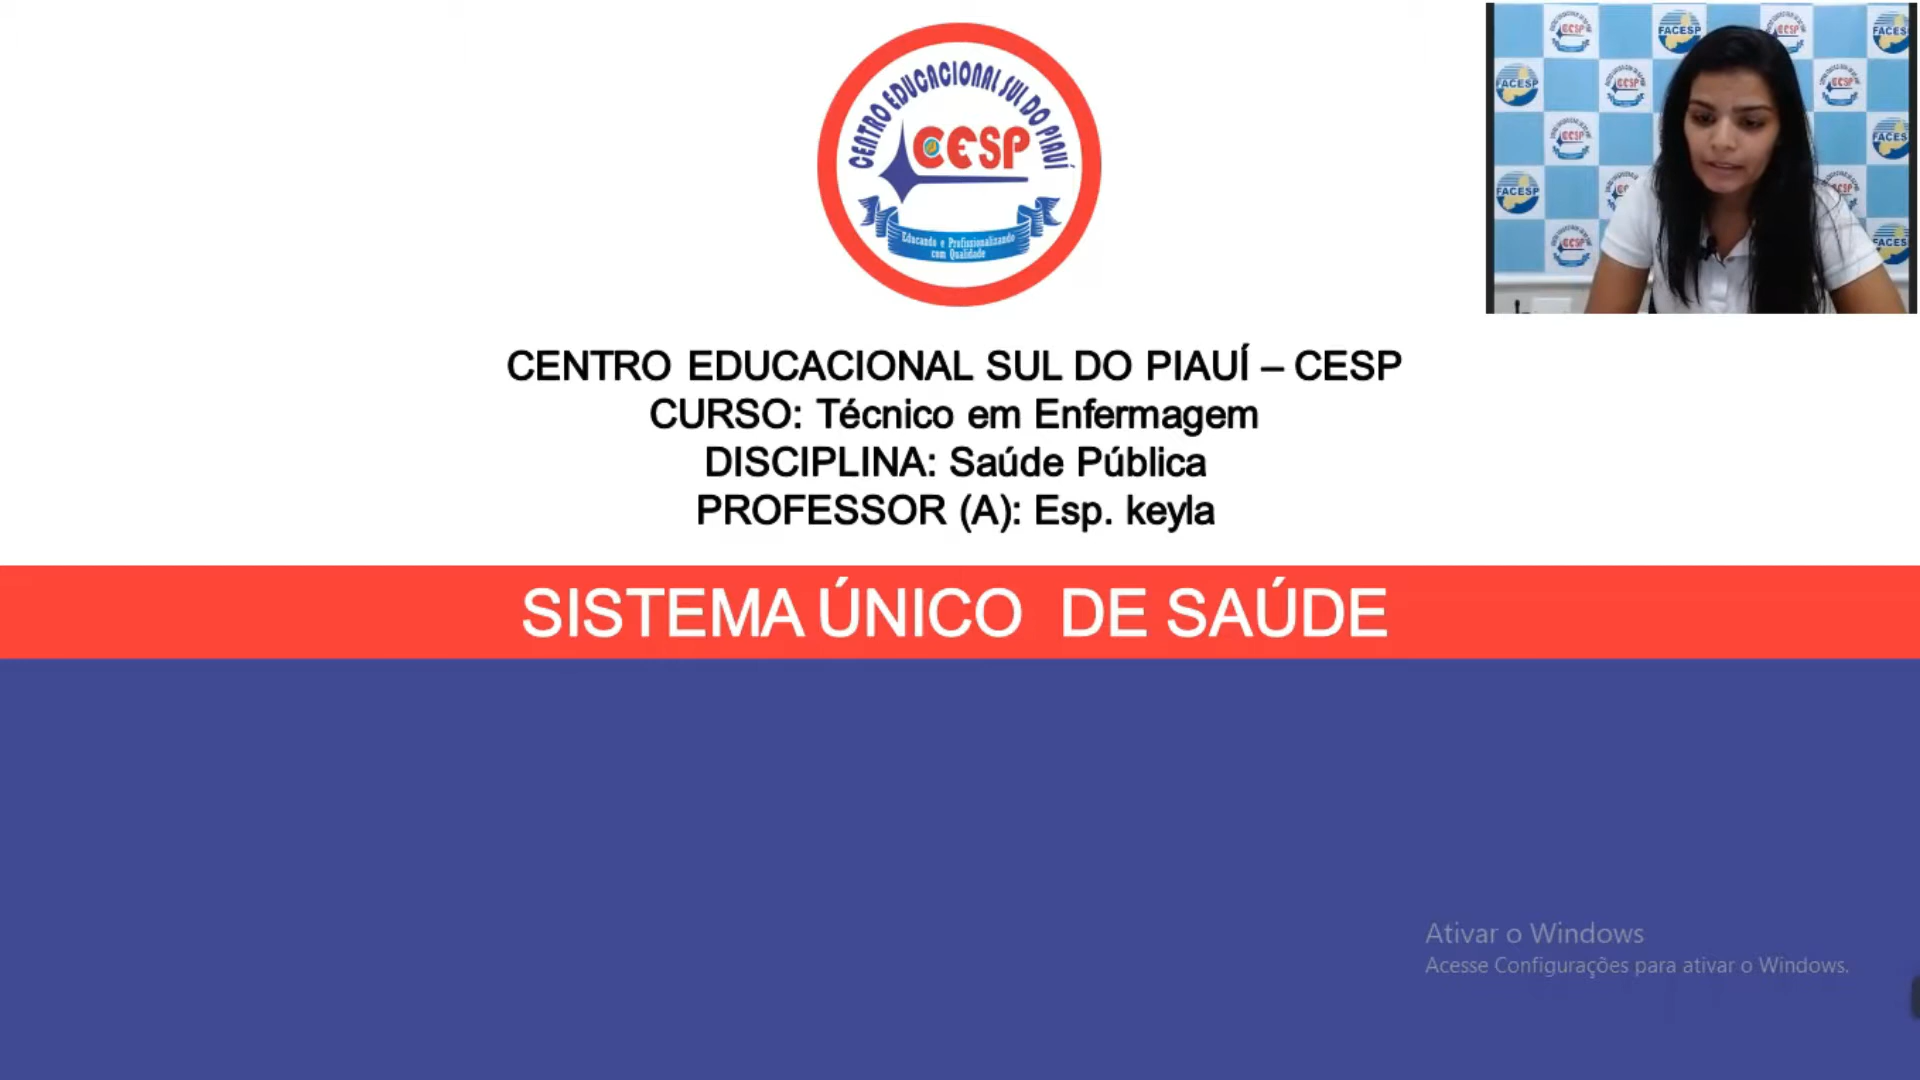 CENTRO EDUCACIONAL SUL DO PIAUÍ
CESP
Educando e Profissionalizando
com Qualidade
CENTRO EDUCACIONAL SUL DO PIAUÍ – CESP
CURSO: Técnico em Enfermagem
DISCIPLINA: Saúde Pública
PROFESSOR (A): Esp. keyla
SISTEMA ÚNICO DE SAÚDE
FACESP
CESP
Ativar o Windows
Acesse Configurações para ativar o Windows.